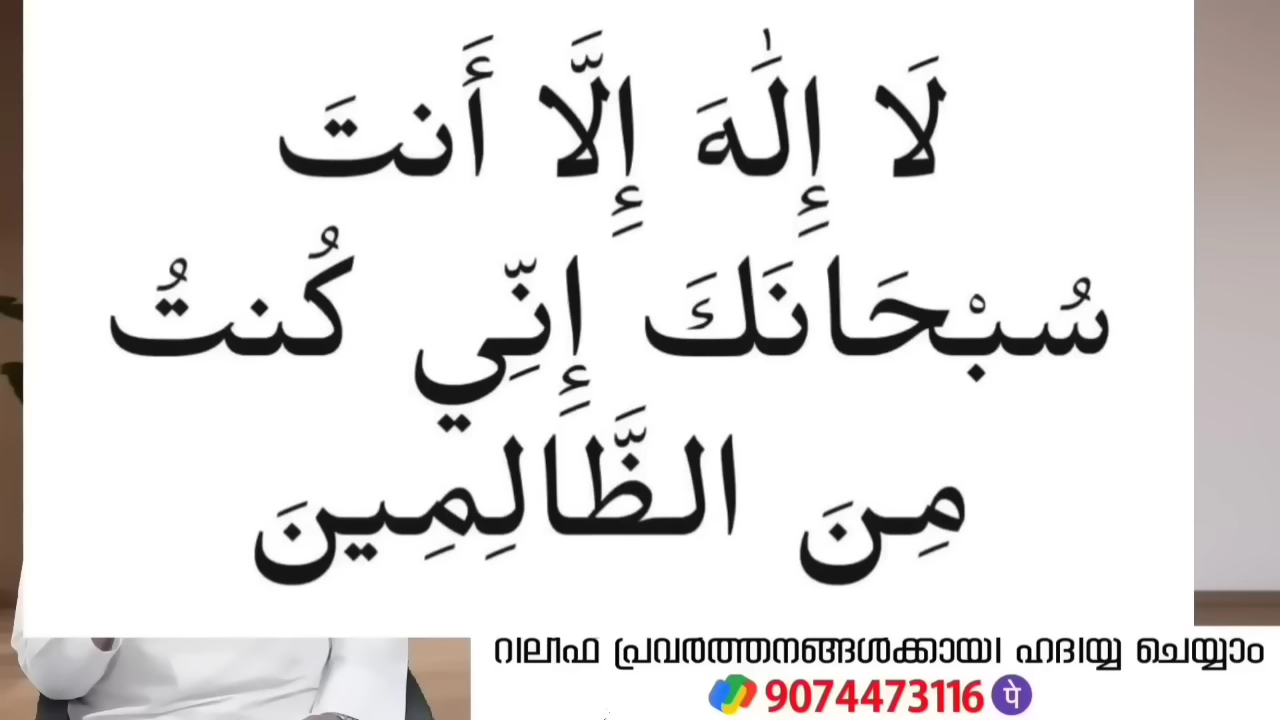 لَا إِلَٰهَ إِلَّا أَنتَ
سُبْحَانَكَ إِنِّي كُنتُ
مِنَ الظَّالِمِينَ
റിലീഫ് പ്രവർത്തനങ്ങൾക്കായി ഹദിയ്യ ചെയ്യാം
9074473116 पे